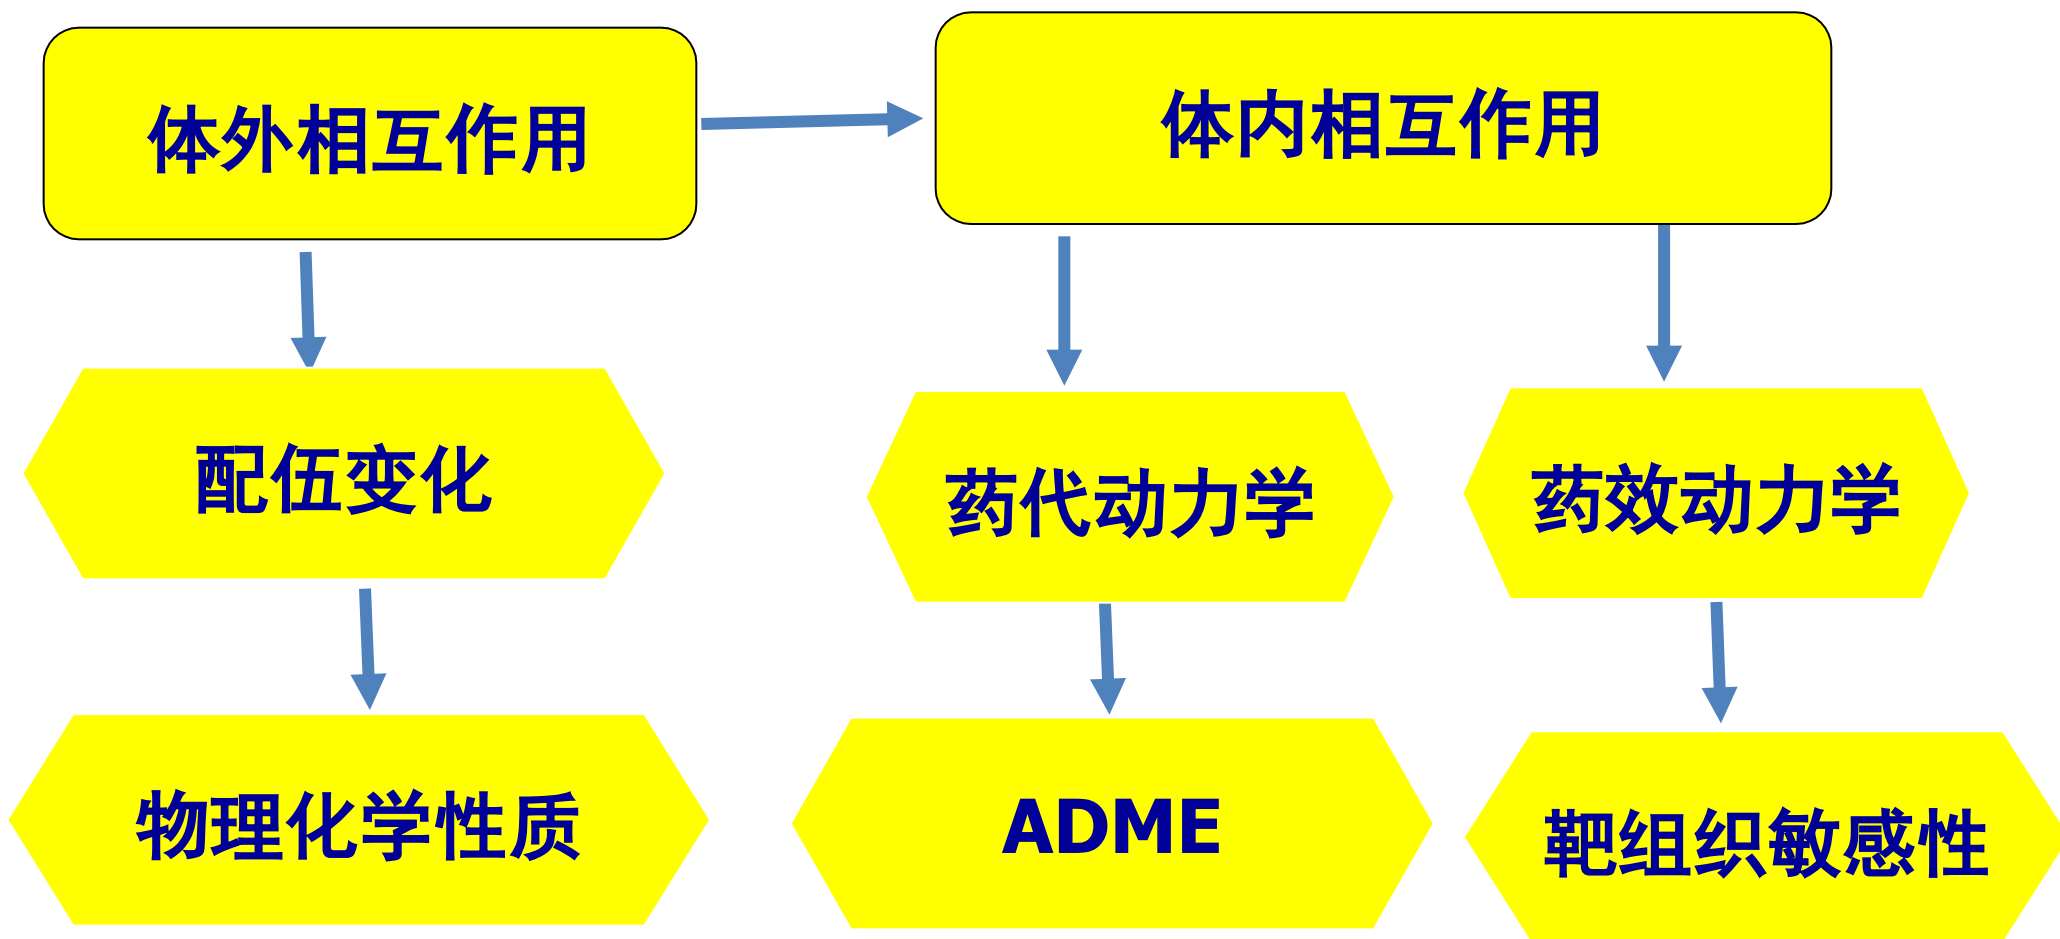 体外相互作用
体内相互作用
配伍变化
药代动力学
药效动力学
物理化学性质
ADME
靶组织敏感性